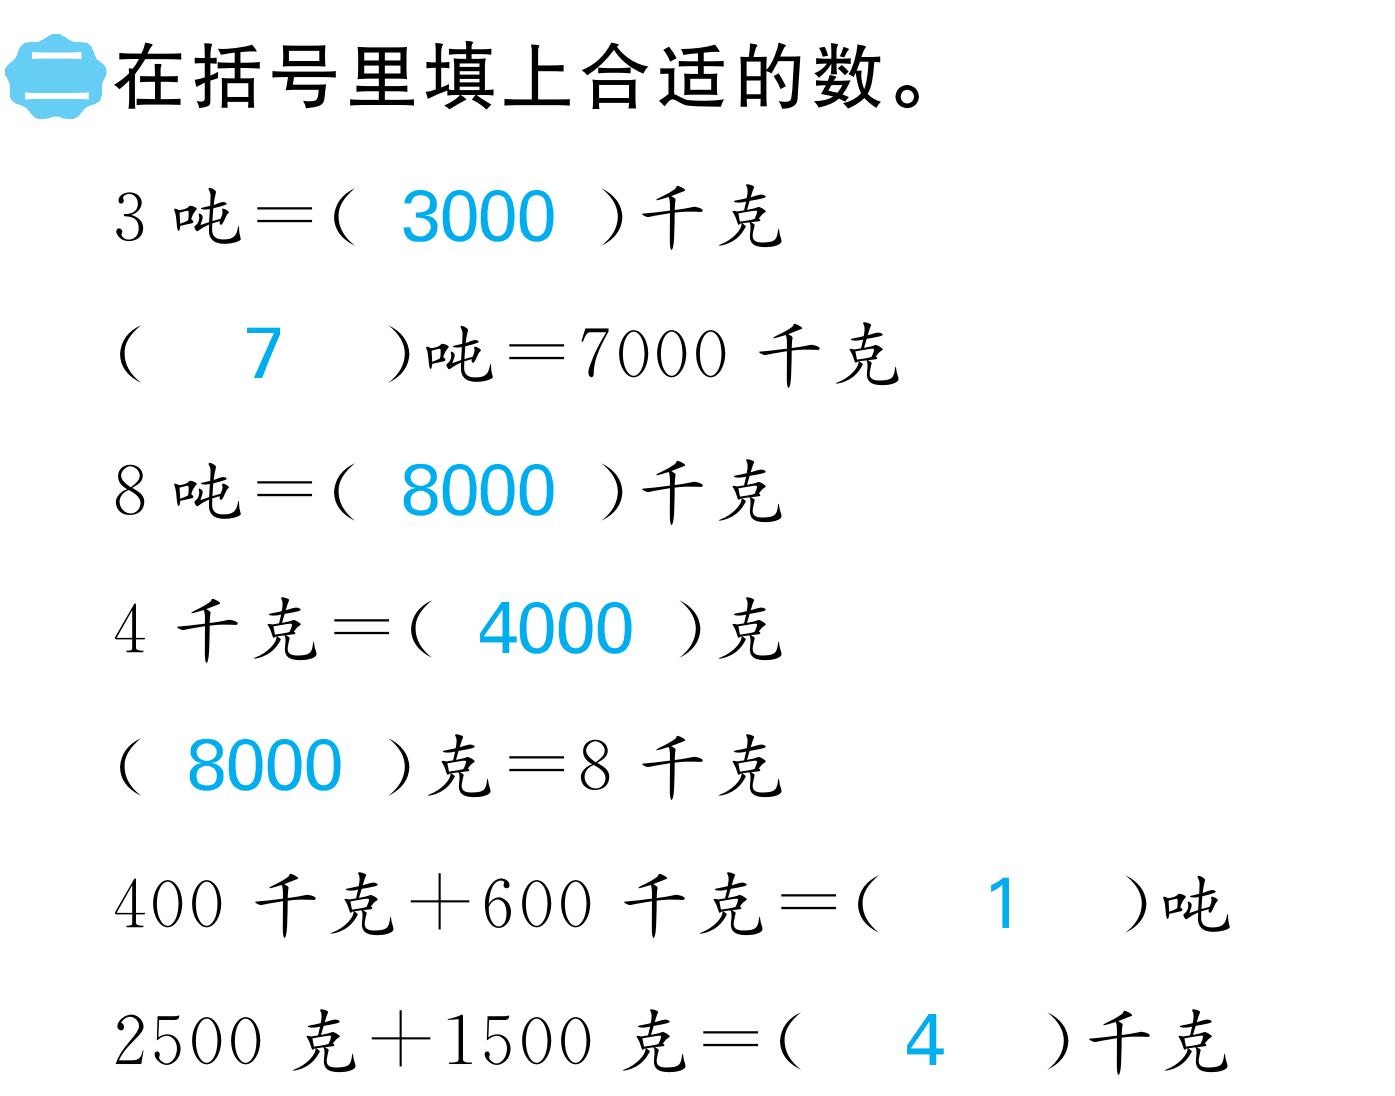 二 在括号里填上合适的数。
3 吨=( 3000 )千克
( 7 )吨=7000 千克
8 吨=( 8000 )千克
4 千克=( 4000 )克
( 8000 )克=8 千克
400 千克+600 千克=( 1 )吨
2500 克+1500 克=( 4 )千克